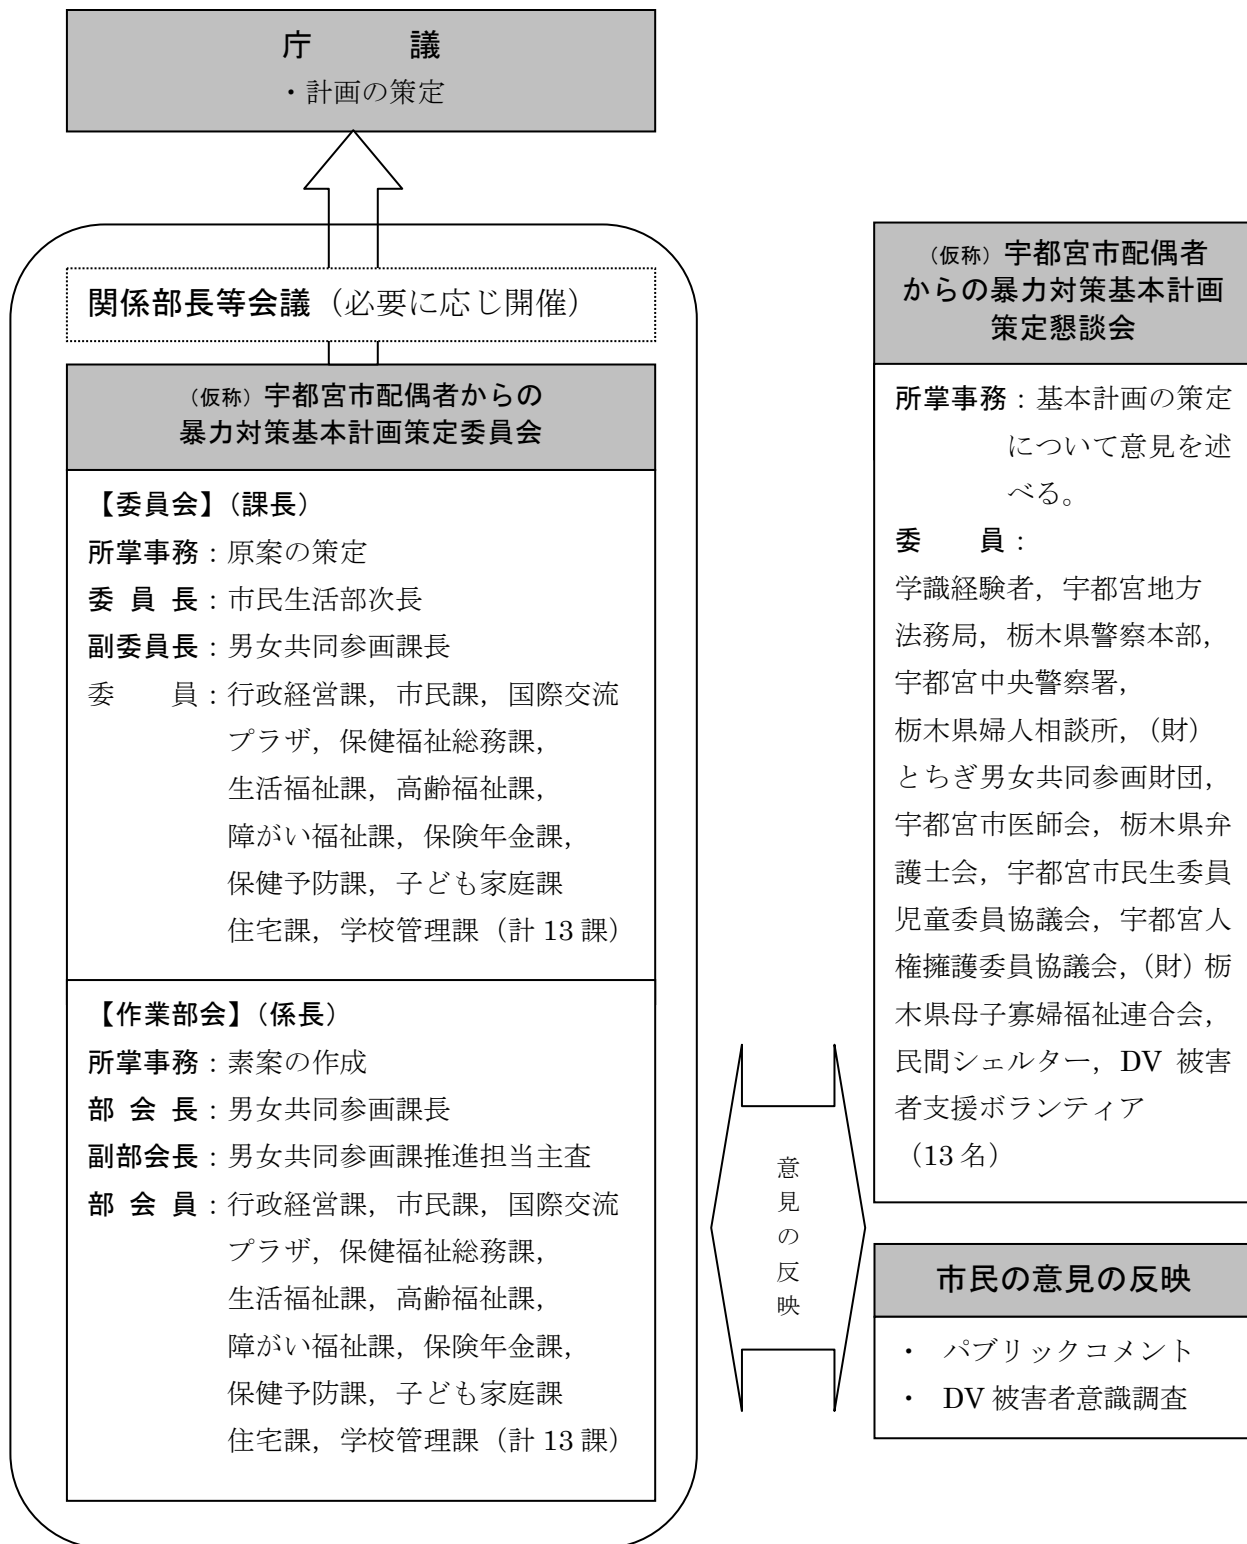 庁　議
・計画の策定
関係部長等会議（必要に応じ開催）
（仮称）宇都宮市配偶者からの
暴力対策基本計画策定委員会
【委員会】（課長）
所掌事務：原案の策定
委員長：市民生活部次長
副委員長：男女共同参画課長
委　員：行政経営課，市民課，国際交流
プラザ，保健福祉総務課，
生活福祉課，高齢福祉課，
障がい福祉課，保険年金課，
保健予防課，子ども家庭課
住宅課，学校管理課（計 13 課）
【作業部会】（係長）
所掌事務：素案の作成
部会長：男女共同参画課長
副部会長：男女共同参画課推進担当主査
部会員：行政経営課，市民課，国際交流
プラザ，保健福祉総務課，
生活福祉課，高齢福祉課，
障がい福祉課，保険年金課，
保健予防課，子ども家庭課
住宅課，学校管理課（計 13 課）
意見の反映
（仮称）宇都宮市配偶者
からの暴力対策基本計画
策定懇談会
所掌事務：基本計画の策定
について意見を述
べる。
委　員：
学識経験者，宇都宮地方
法務局，栃木県警察本部，
宇都宮中央警察署，
栃木県婦人相談所，（財）
とちぎ男女共同参画財団，
宇都宮市医師会，栃木県弁
護士会，宇都宮市民生委員
児童委員協議会，宇都宮人
権擁護委員協議会，（財）栃
木県母子寡婦福祉連合会，
民間シェルター，DV 被害
者支援ボランティア
（13 名）
市民の意見の反映
・ パブリックコメント
・ DV 被害者意識調査